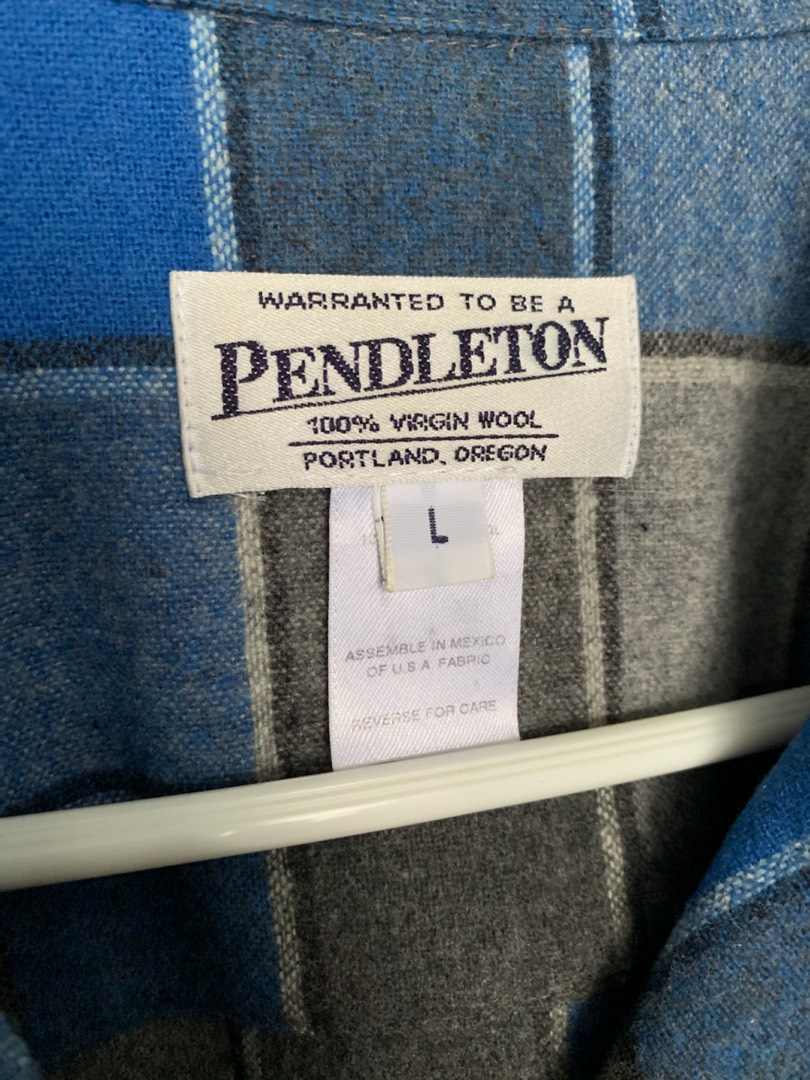 WARRANTED TO BE A
PENDLETON
100% VIRGIN WOOL
PORTLAND, OREGON
L
ASSEMBLE IN MEXICO
OF U.S.A. FABRIC
REVERSE FOR CARE